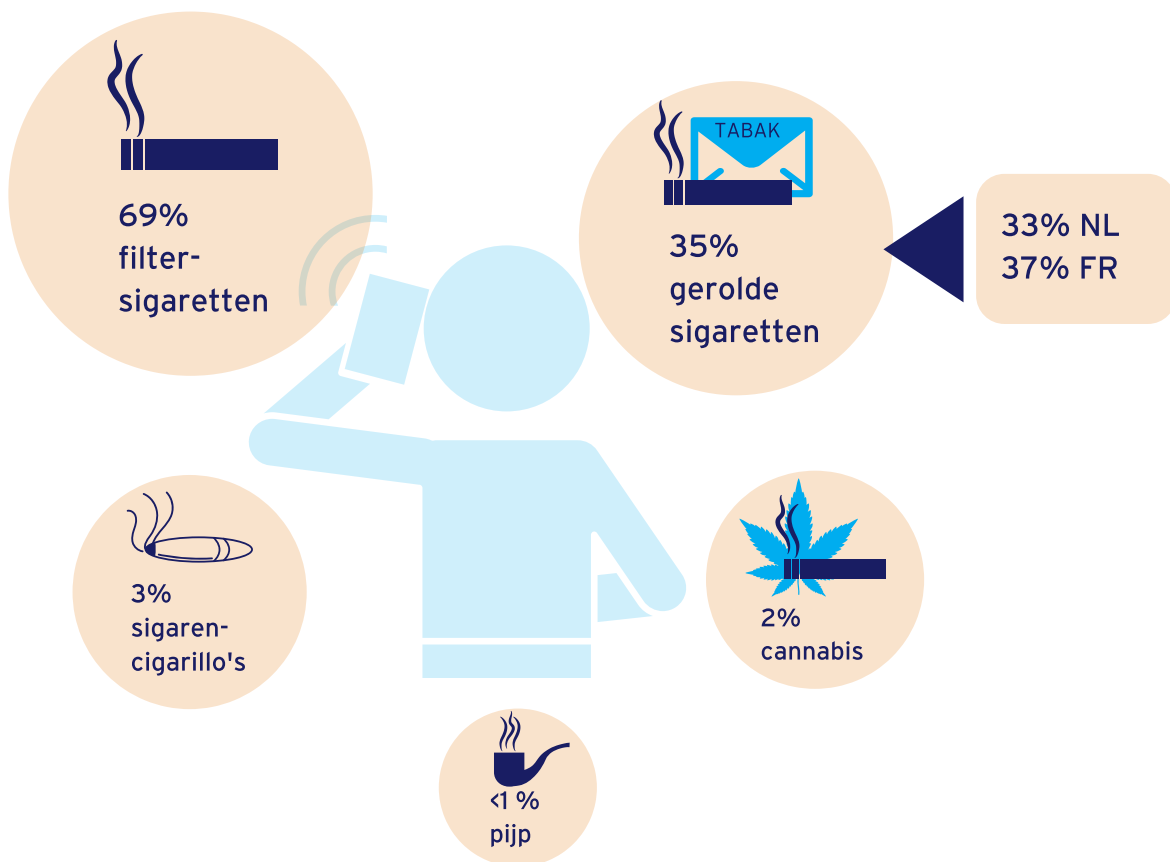 69%
filter-
sigaretten
TABAK
35%
gerolde
sigaretten
33% NL
37% FR
3%
sigaren-
cigarillo's
2%
cannabis
<1 %
pijp